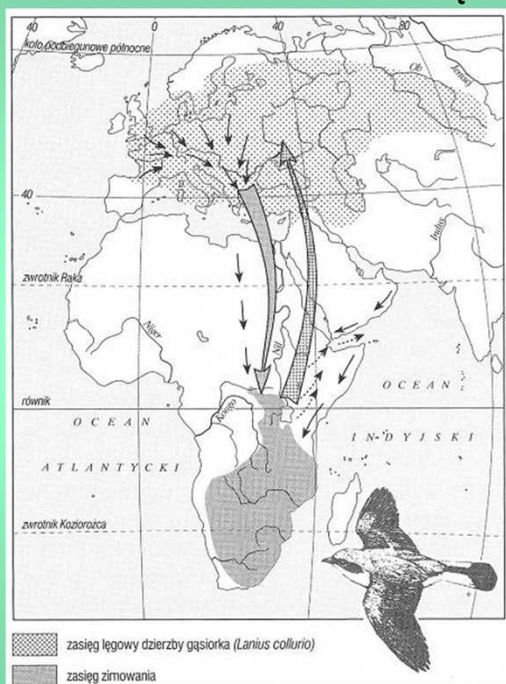 40
0
40
80
koło podbiegunowe północne
Ob
Jenisej
40
Indus
zwrotnik Raka
Nil
Niger
równik
Kongo
OCEAN
ATLANTYCKI
OCEAN
INDYJSKI
zwrotnik Koziorożca
zasięg lęgowy dzierzby gąsiorka (Lanius collurio)
zasięg zimowania